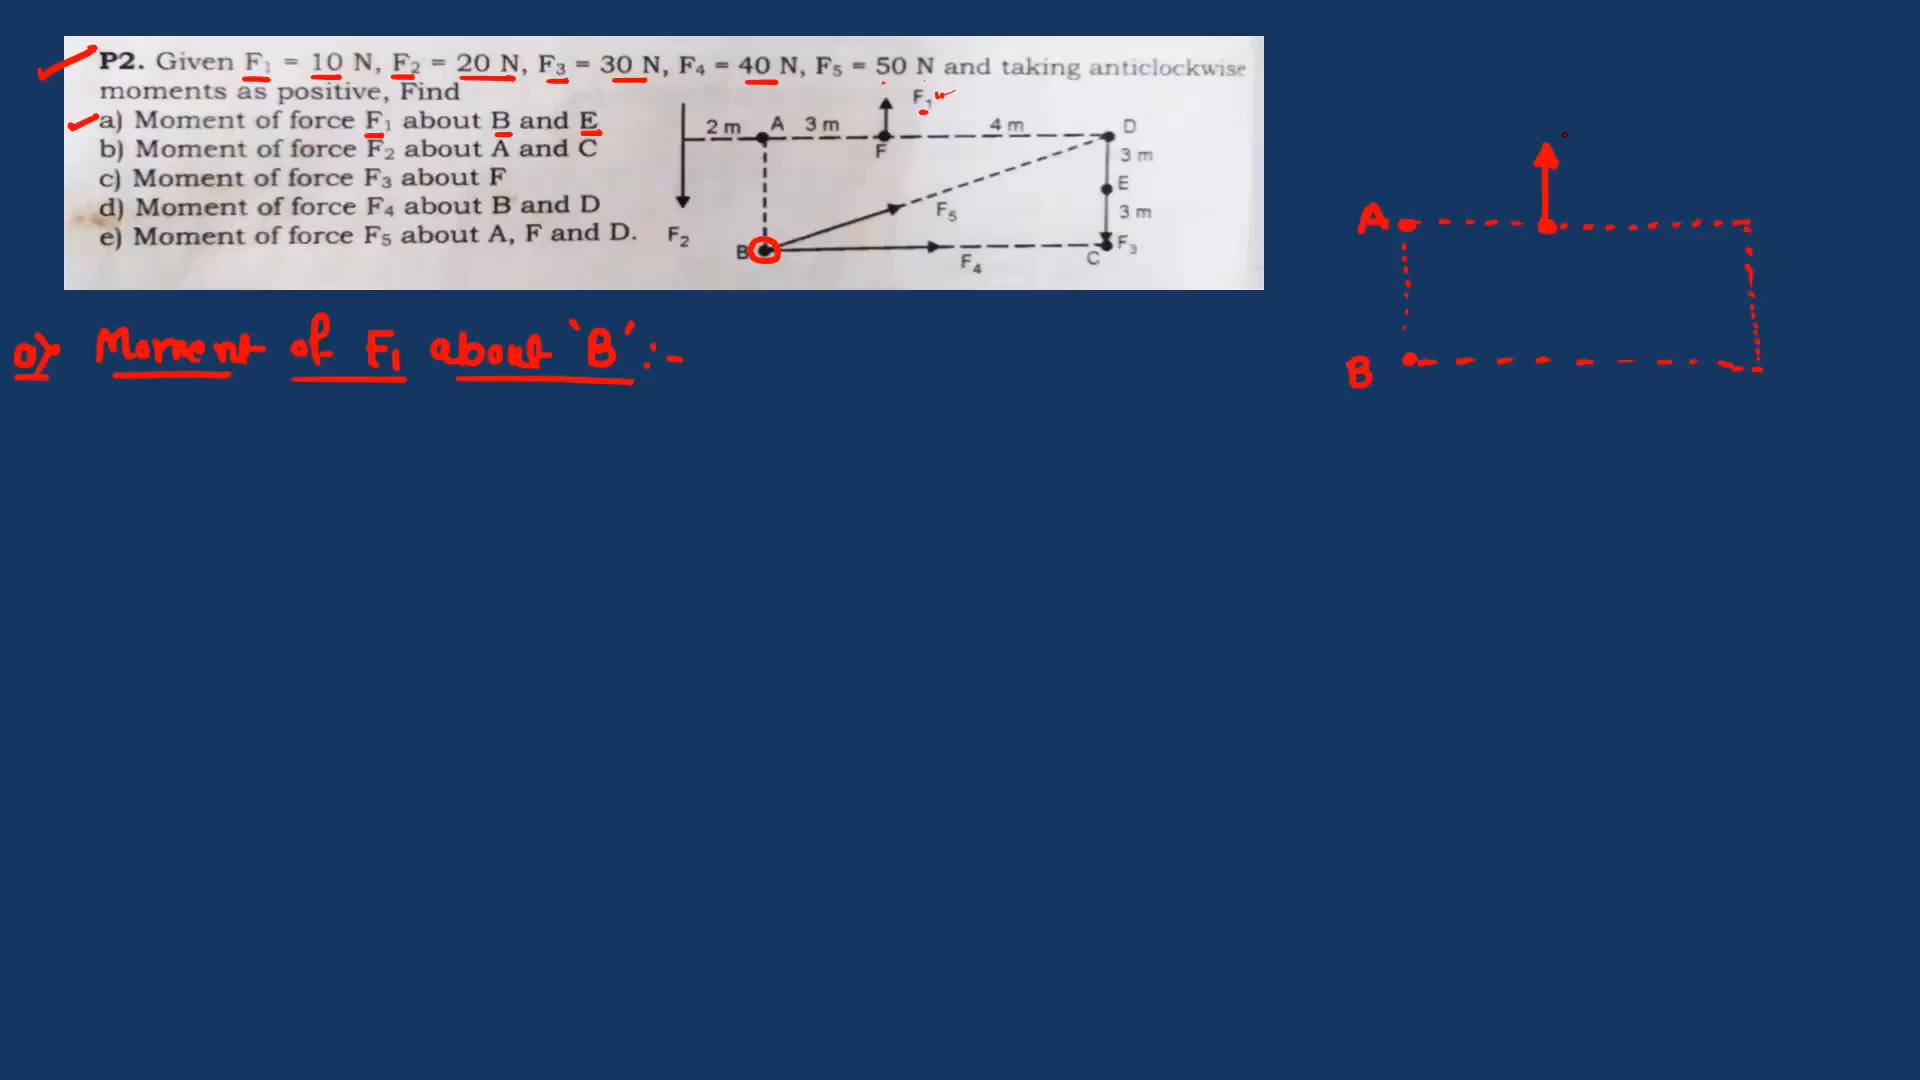 P2. Given F₁ = 10 N, F₂ = 20 N, F₃ = 30 N, F₄ = 40 N, F₅ = 50 N and taking anticlockwise
moments as positive, Find
a) Moment of force F₁ about B and E
b) Moment of force F₂ about A and C
c) Moment of force F₃ about F
d) Moment of force F₄ about B and D
e) Moment of force F₅ about A, F and D.
F₁
2 m A 3 m 4 m D
F
3 m
E
F₅ 3 m
F₂
B F₄ C F₃
A
B
a) Moment of F₁ about 'B' :-